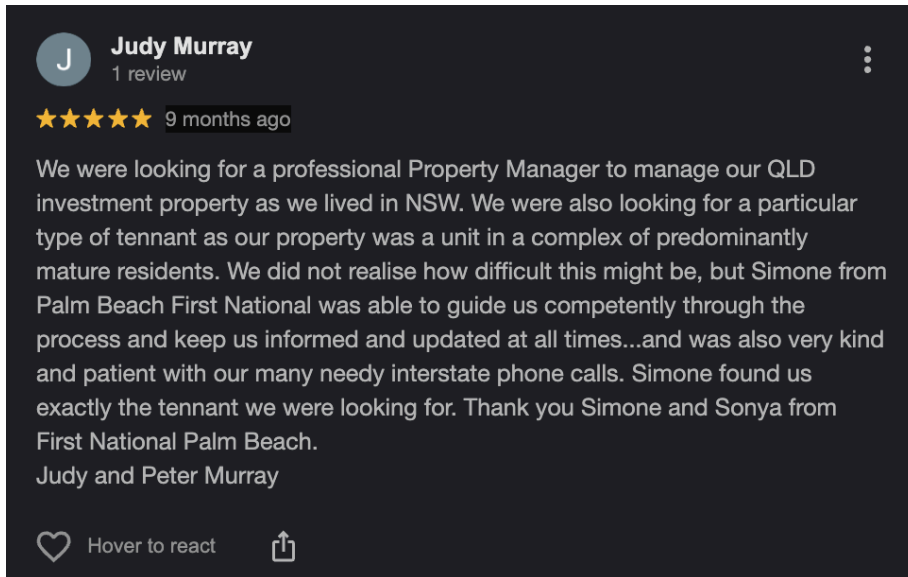 J
Judy Murray
1 review
9 months ago
We were looking for a professional Property Manager to manage our QLD
investment property as we lived in NSW. We were also looking for a particular
type of tennant as our property was a unit in a complex of predominantly
mature residents. We did not realise how difficult this might be, but Simone from
Palm Beach First National was able to guide us competently through the
process and keep us informed and updated at all times...and was also very kind
and patient with our many needy interstate phone calls. Simone found us
exactly the tennant we were looking for. Thank you Simone and Sonya from
First National Palm Beach.
Judy and Peter Murray
Hover to react